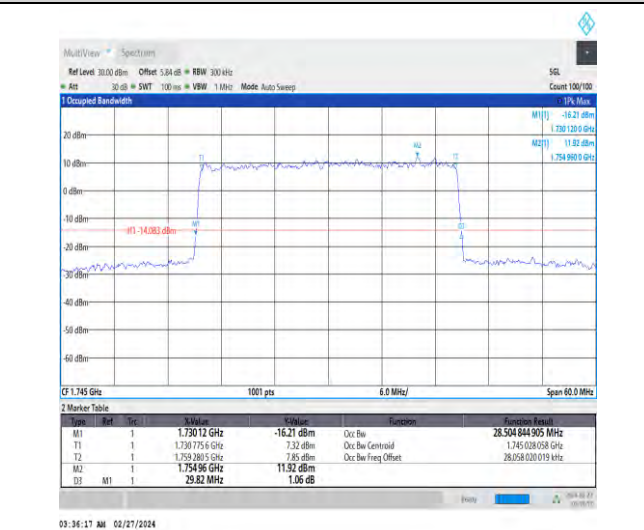 MultiView Spectrum
Ref Level 30.00 dBm Offset 5.84 dB RBW 300 kHz SGL
Att 30 dB SWT 100 ms VBW 1 MHz Mode Auto Sweep Count 100/100
1 Occupied Bandwidth 1Pk Max
M1[1] -16.21 dBm
1.730 120 0 GHz
M2[1] 11.92 dBm
1.754 960 0 GHz
20 dBm
M2
T1
T2
10 dBm
0 dBm
-10 dBm
M1
D3
H1 -14.083 dBm
-20 dBm
-30 dBm
-40 dBm
-50 dBm
-60 dBm
CF 1.745 GHz 1001 pts 6.0 MHz/ Span 60.0 MHz
2 Marker Table
Type Ref Trc X-Value Y-Value Function Function Result
M1 1 1.73012 GHz -16.21 dBm Occ Bw 28.504 844 905 MHz
T1 1 1.730 775 6 GHz 7.32 dBm Occ Bw Centroid 1.745 028 058 GHz
T2 1 1.759 280 5 GHz 7.85 dBm Occ Bw Freq Offset 28.058 020 019 kHz
M2 1 1.754 96 GHz 11.92 dBm
D3 M1 1 29.82 MHz 1.06 dB
03:36:17 AM 02/27/2024